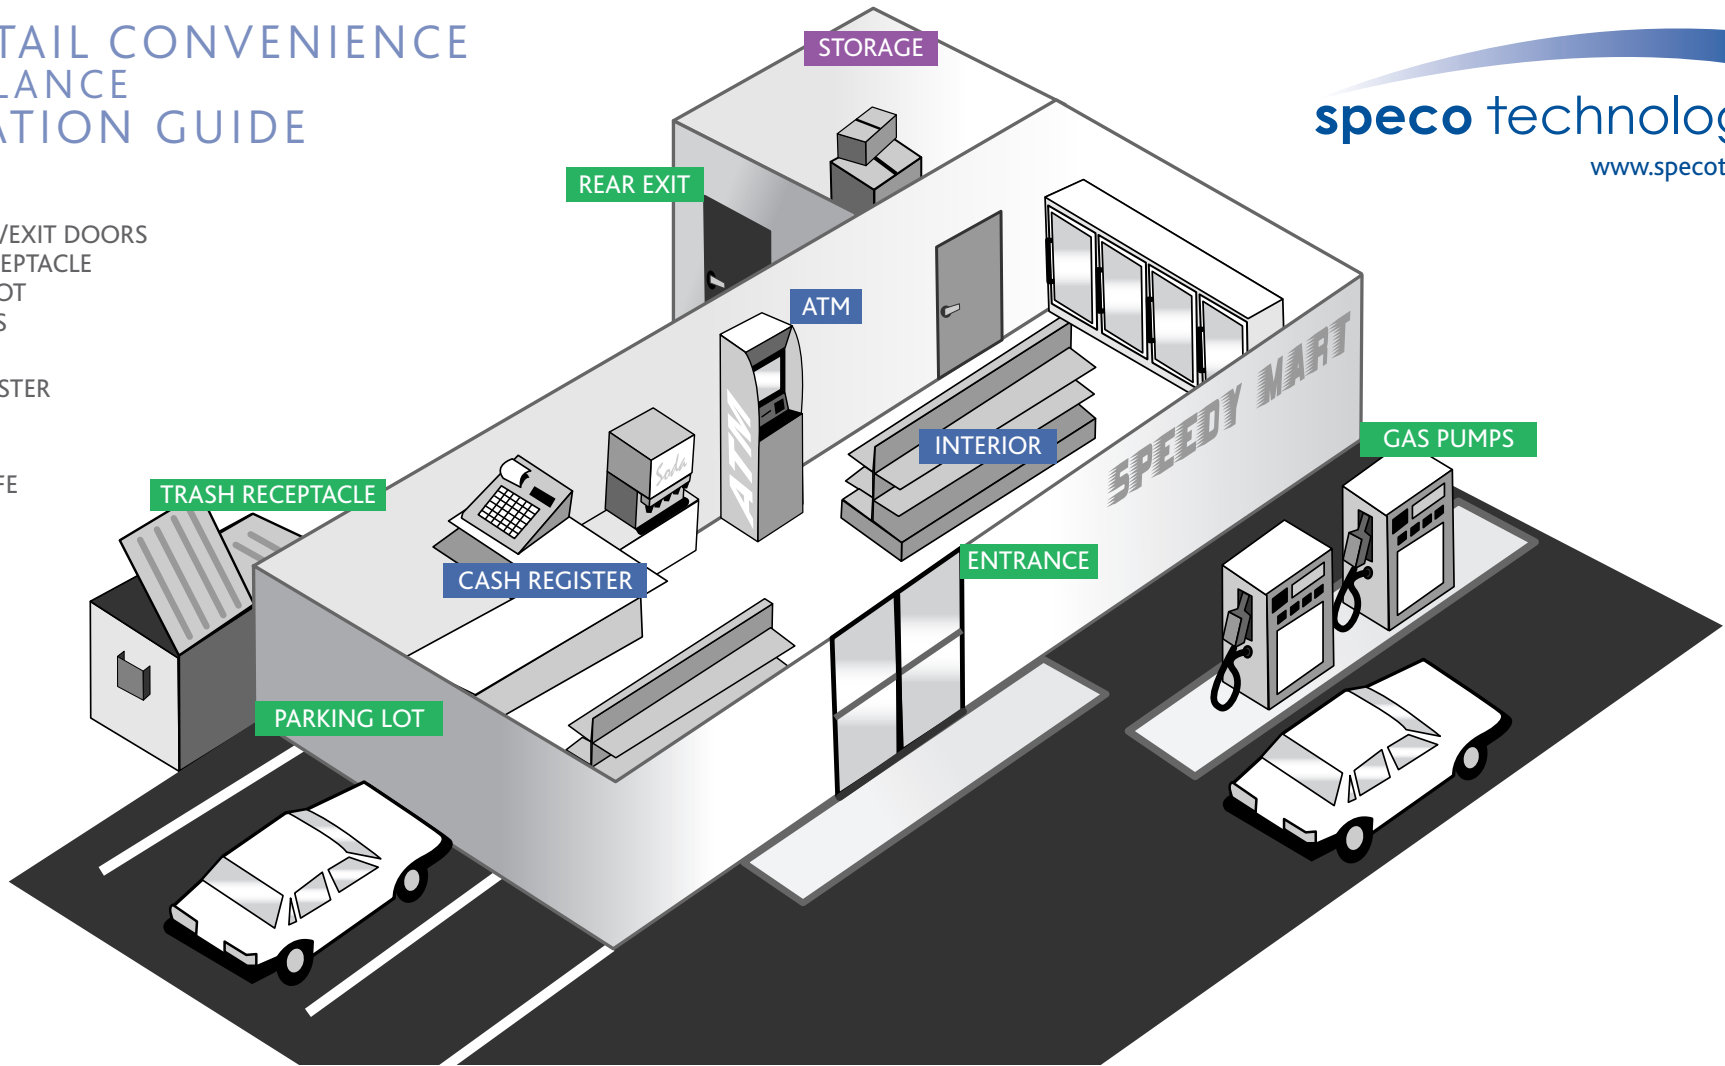 TAIL CONVENIENCE
LANCE
ATION GUIDE
STORAGE
speco technolog
www.specot
REAR EXIT
/EXIT DOORS
EPTACLE
OT
S
STER
FE
ATM
ATM
Soda
INTERIOR
SPEEDY MART
GAS PUMPS
TRASH RECEPTACLE
ENTRANCE
CASH REGISTER
PARKING LOT